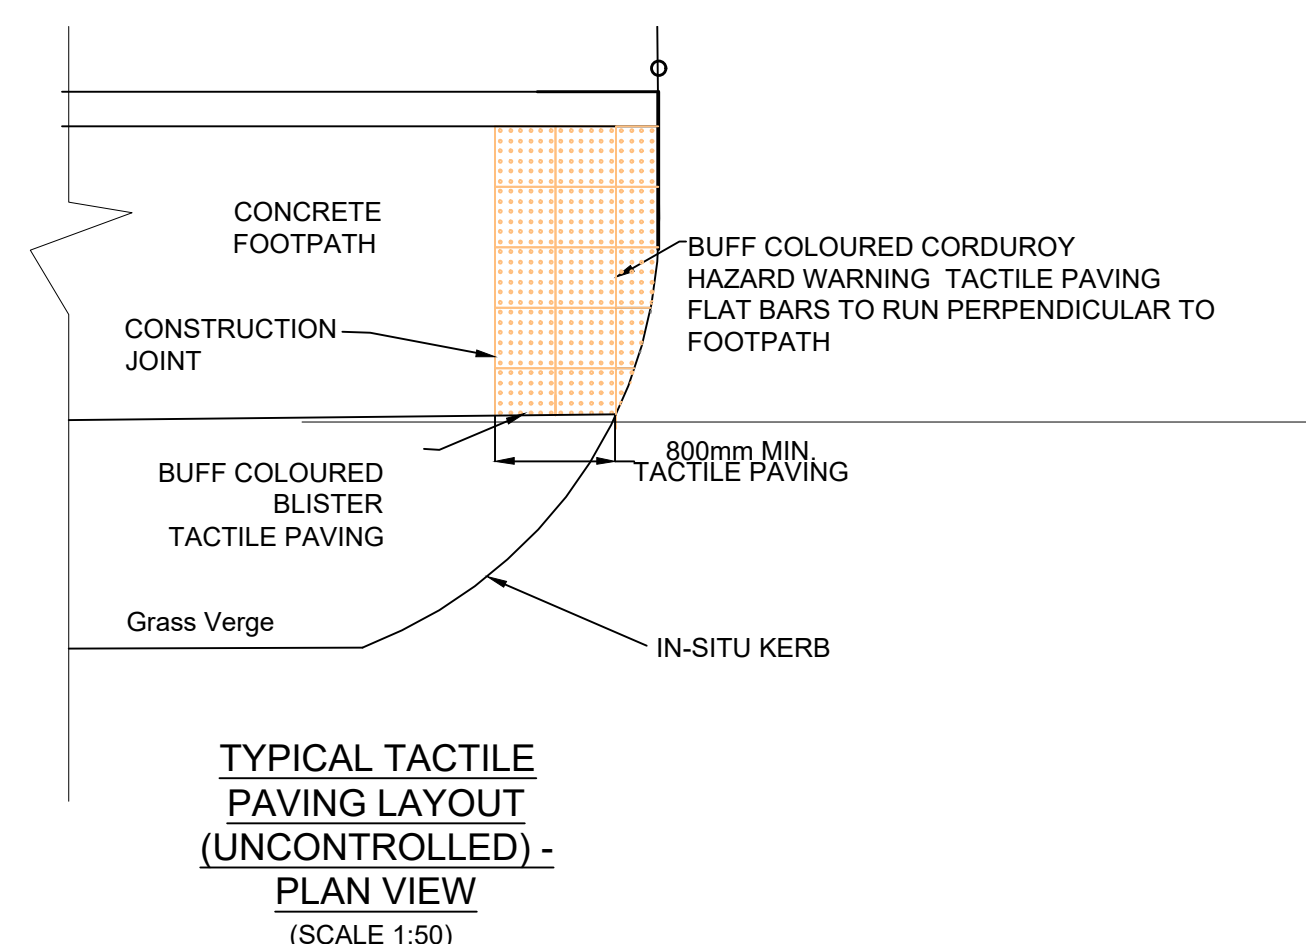 CONCRETE
FOOTPATH
BUFF COLOURED CORDUROY
HAZARD WARNING  TACTILE PAVING
FLAT BARS TO RUN PERPENDICULAR TO
FOOTPATH
CONSTRUCTION
JOINT
800mm MIN.
TACTILE PAVING
BUFF COLOURED
BLISTER
TACTILE PAVING
Grass Verge
IN-SITU KERB
TYPICAL TACTILE
PAVING LAYOUT
(UNCONTROLLED) -
PLAN VIEW
(SCALE 1:50)